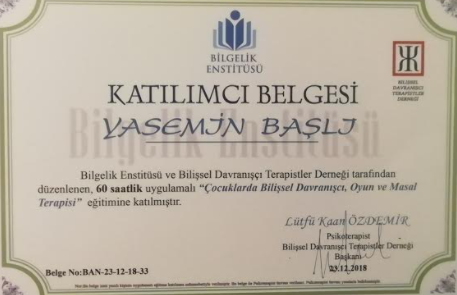 BİLGELİK
ENSTİTÜSÜ
BİLİŞSEL
DAVRANIŞÇI
TERAPİSTLER
DERNEĞİ
KATILIMCI BELGESİ
Bilgelik Enstitüsü
YASEMİN BAŞLI
Bilgelik Enstitüsü ve Bilişsel Davranışçı Terapistler Derneği tarafından
düzenlenen, 60 saatlik uygulamalı "Çocuklarda Bilişsel Davranışçı, Oyun ve Masal
Terapisi" eğitimine katılmıştır.
Lütfü Kaan ÖZDEMİR
Psikoterapist
Bilişsel Davranışçı Terapistler Derneği
Başkanı
23.12.2018
Belge No:BAN-23-12-18-33